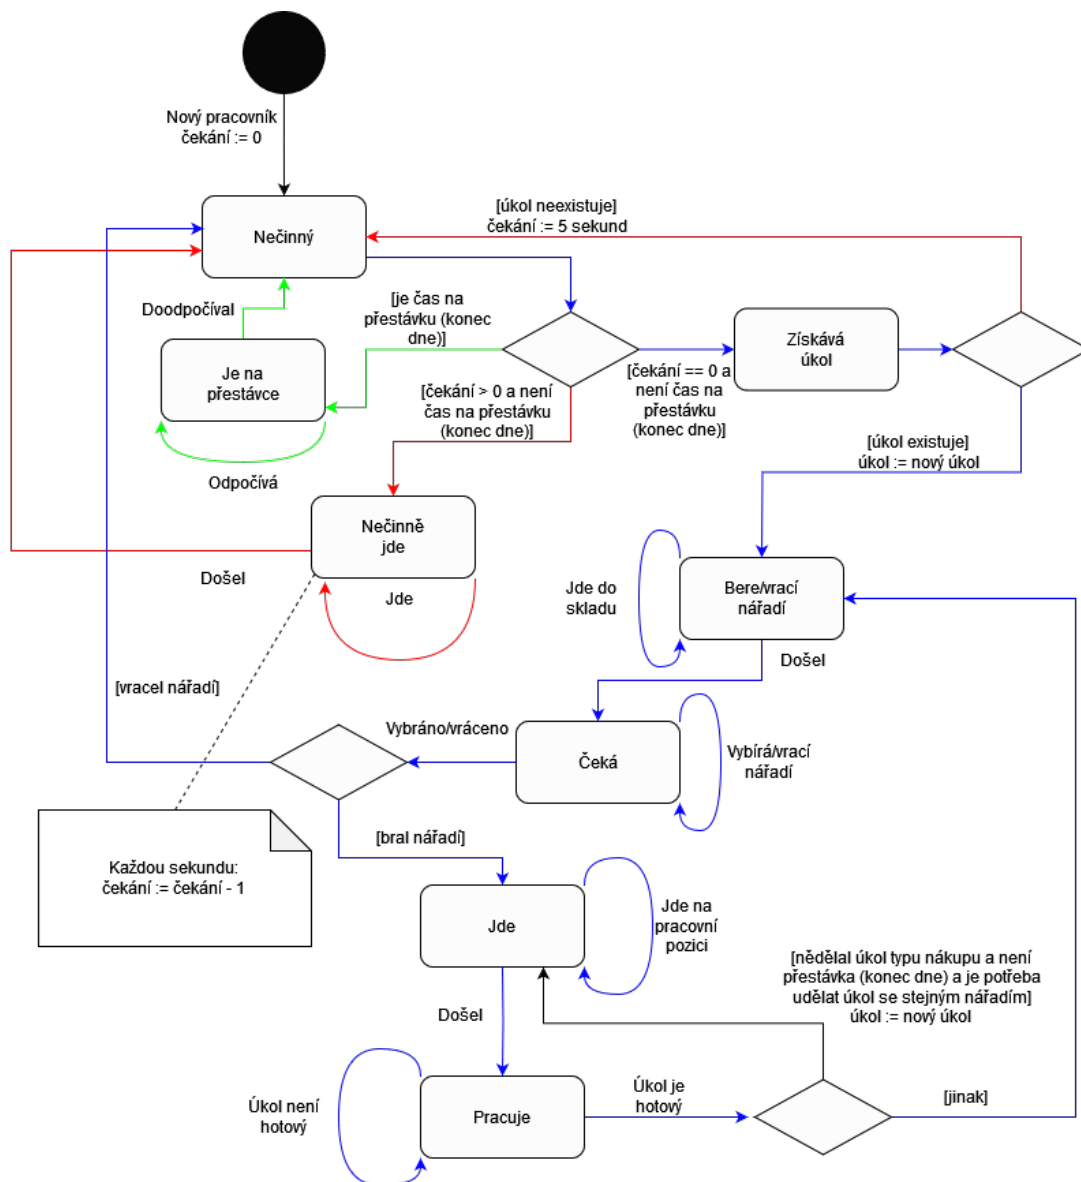 Nový pracovník
čekání := 0
Nečinný
[úkol neexistuje]
čekání := 5 sekund
Doodpočíval
[je čas na
přestávku (konec
dne)]
Získává
úkol
Je na
přestávce
[čekání > 0 a není
čas na přestávku
(konec dne)]
[čekání == 0 a
není čas na
přestávku
(konec dne)]
[úkol existuje]
úkol := nový úkol
Odpočívá
Nečinně
jde
Došel
Jde
Jde do
skladu
Bere/vrací
nářadí
Došel
[vracel nářadí]
Vybráno/vráceno
Čeká
Vybírá/vrací
nářadí
Každou sekundu:
čekání := čekání - 1
[bral nářadí]
Jde
Jde na
pracovní
pozici
[nědělal úkol typu nákupu a není
přestávka (konec dne) a je potřeba
udělat úkol se stejným nářadím]
úkol := nový úkol
Došel
Úkol není
hotový
Pracuje
Úkol je
hotový
[jinak]